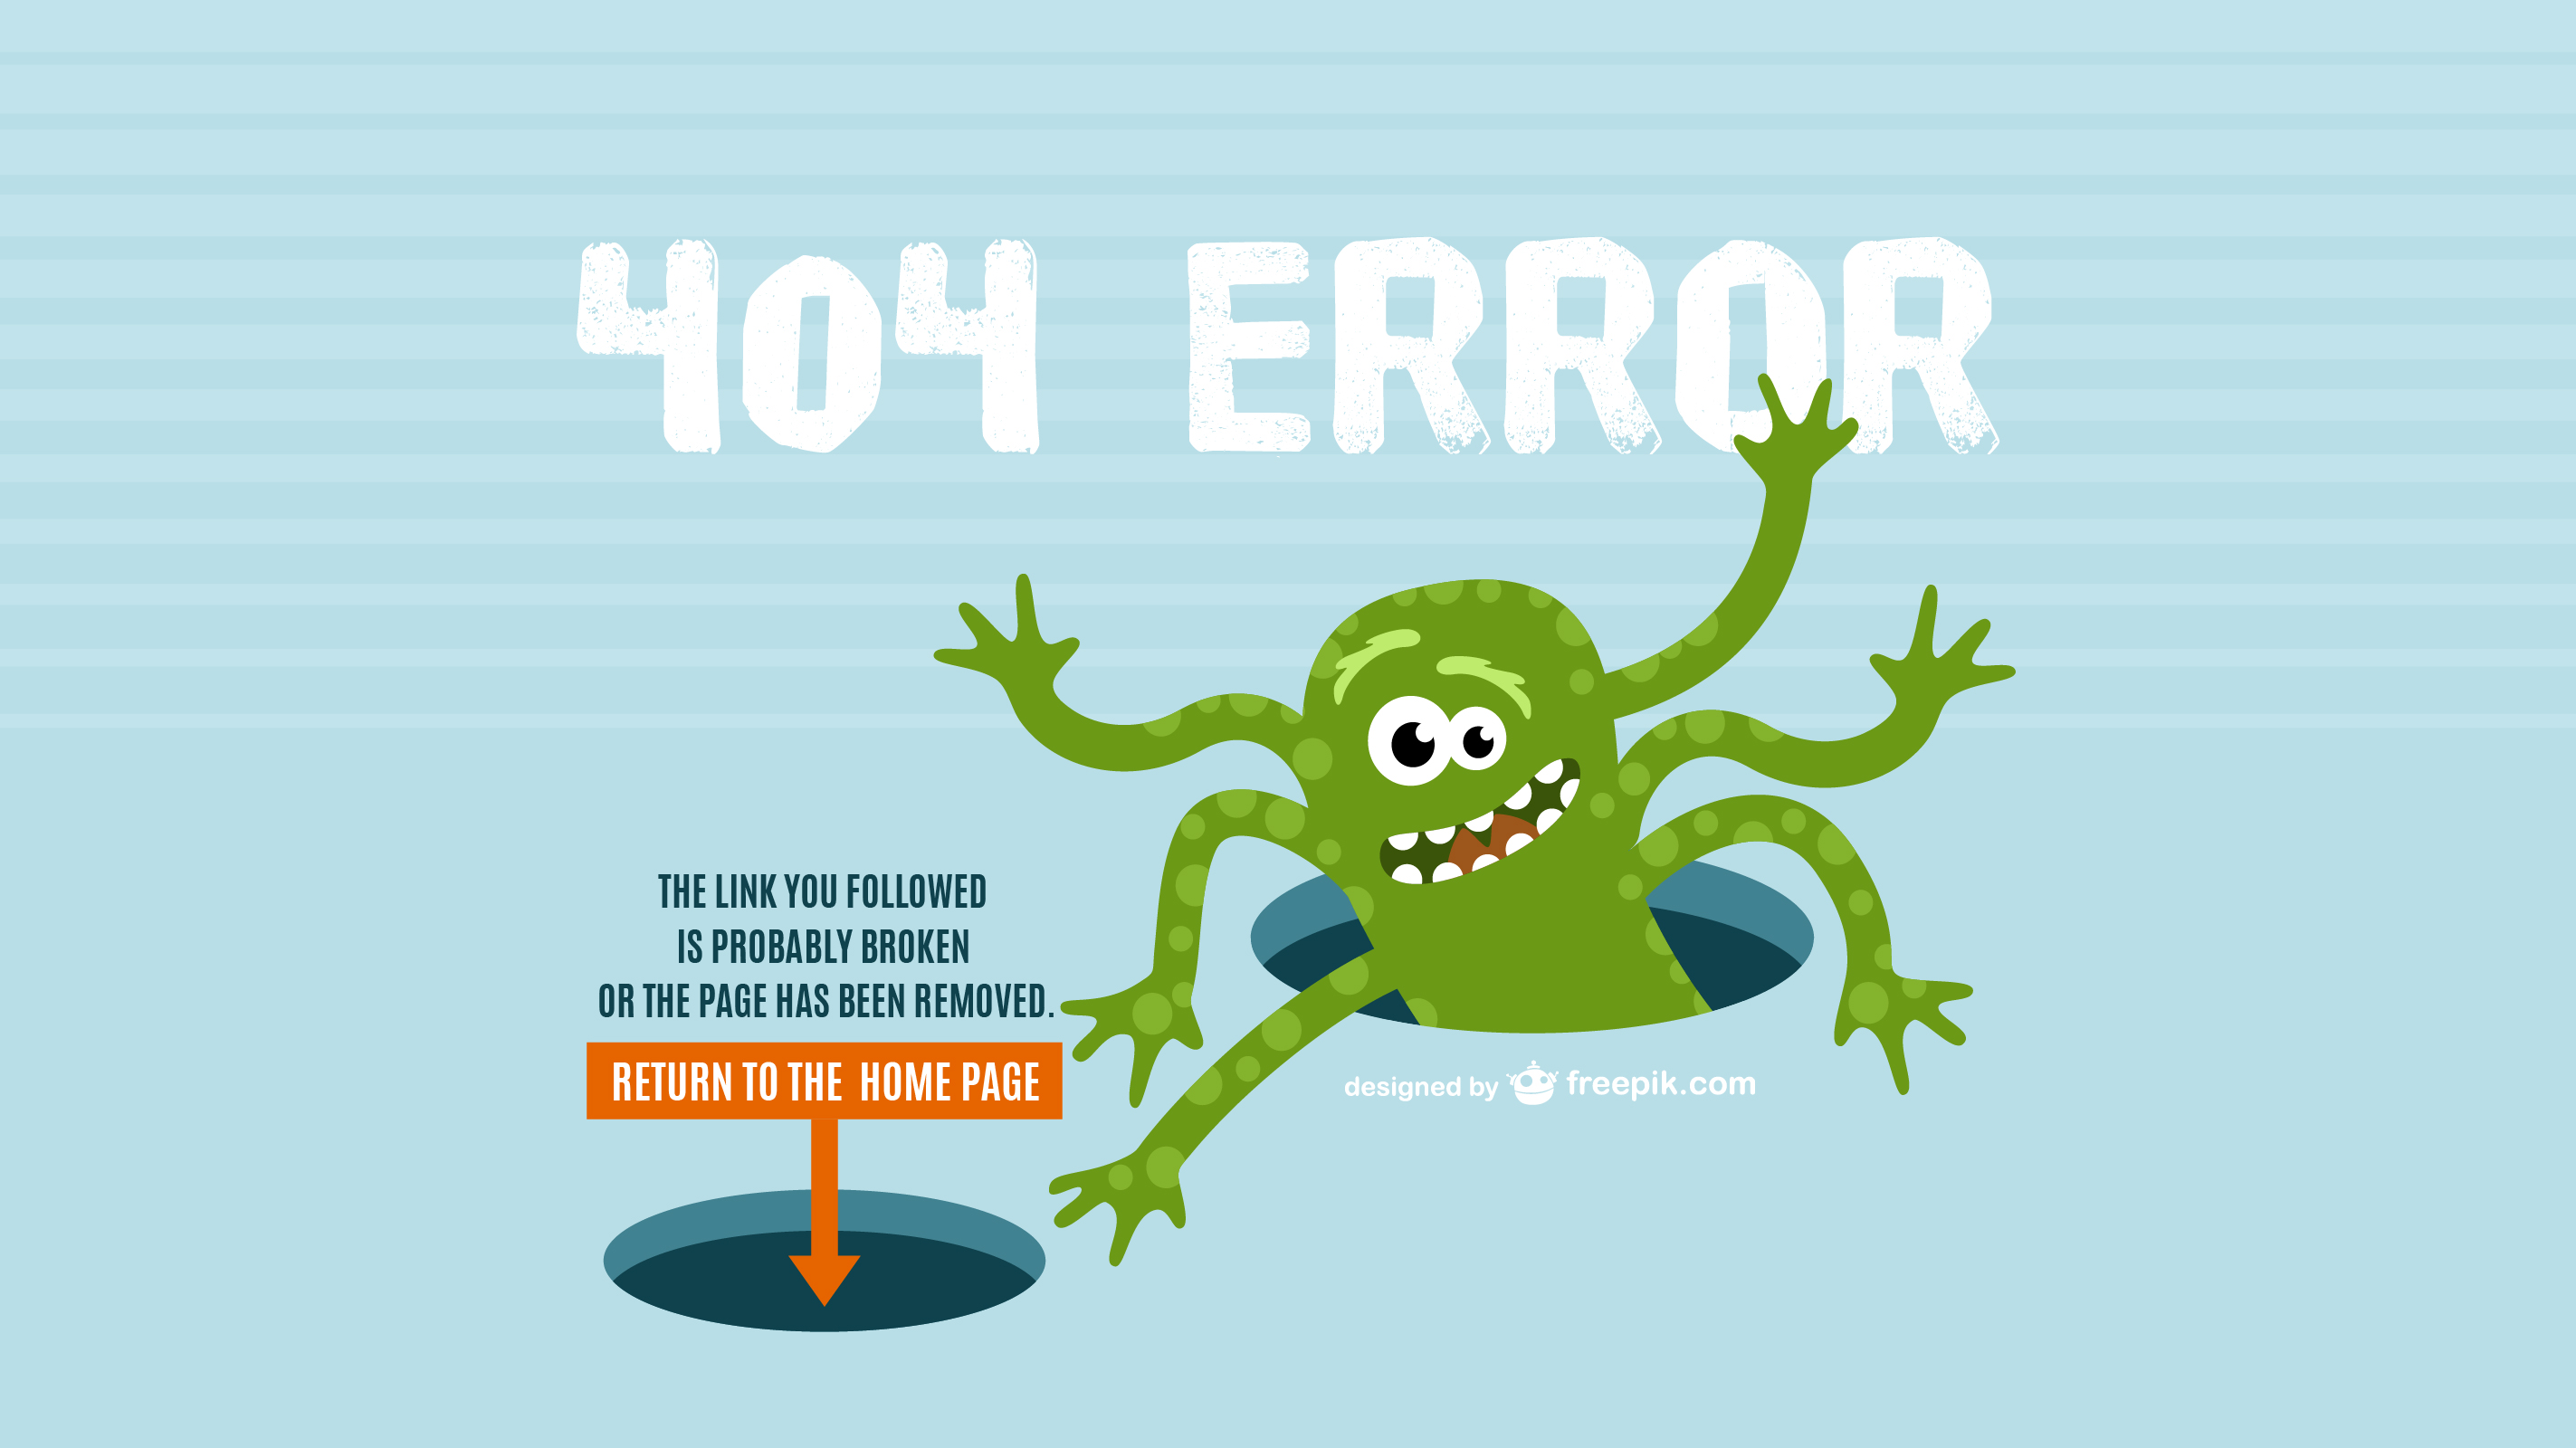 404 ERROR
THE LINK YOU FOLLOWED
IS PROBABLY BROKEN
OR THE PAGE HAS BEEN REMOVED.
RETURN TO THE HOME PAGE
designed by freepik.com